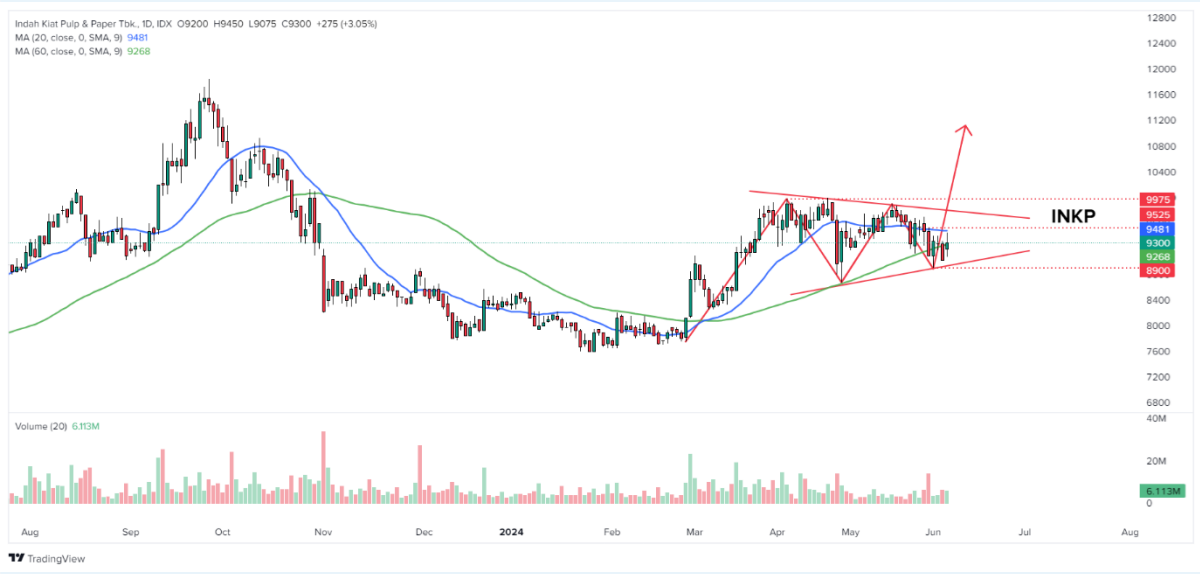 Indah Kiat Pulp & Paper Tbk., 1D, IDX O9200 H9450 L9075 C9300 +275 (+3.05%)
MA (20, close, 0, SMA, 9) 9481
MA (60, close, 0, SMA, 9) 9268
12800
12400
12000
11600
11200
10800
10400
9975
INKP
9525
9481
9300
9268
8900
8400
8000
7600
7200
6800
Volume (20) 6.113M
40M
20M
6.113M
0
Aug Sep Oct Nov Dec 2024 Feb Mar Apr May Jun Jul Aug
TradingView